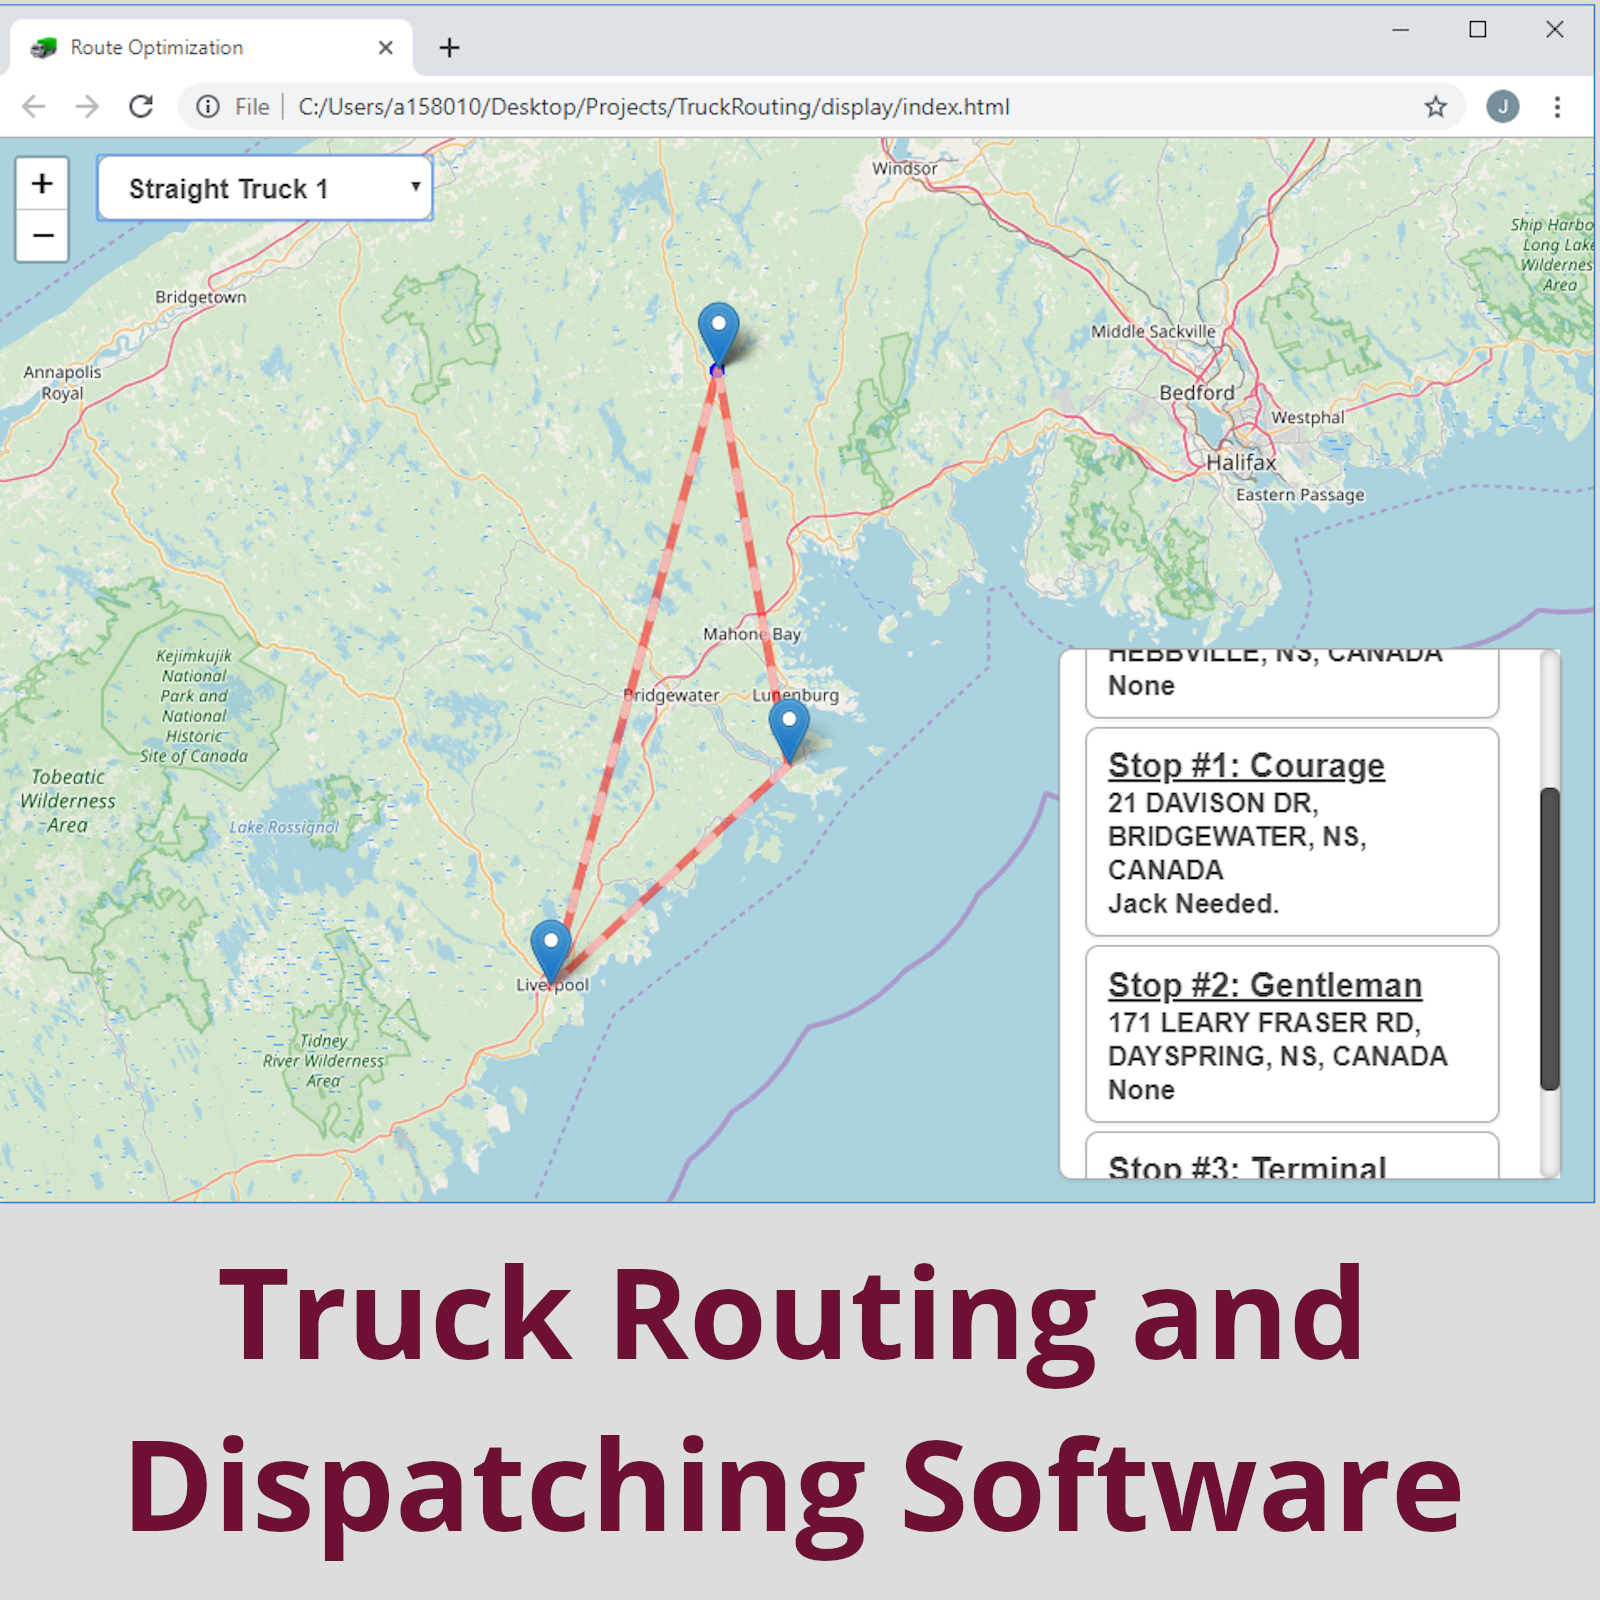 Route Optimization
File
C:/Users/a158010/Desktop/Projects/TruckRouting/display/index.html
J
+
−
Straight Truck 1
Windsor
Ship Harbo
Long Lake
Wildernes
Area
Bridgetown
Middle Sackville
Annapolis
Royal
Bedford
Westphal
Halifax
Eastern Passage
Mahone Bay
Kejimkujik
National
Park and
National
Historic
Site of Canada
Bridgewater
Lunenburg
Tobeatic
Wilderness
Area
Lake Rossignol
Liverpool
Tidney
River Wilderness
Area
HEBBVILLE, NS, CANADA
None
Stop #1: Courage
21 DAVISON DR,
BRIDGEWATER, NS,
CANADA
Jack Needed.
Stop #2: Gentleman
171 LEARY FRASER RD,
DAYSPRING, NS, CANADA
None
Stop #3: Terminal
Truck Routing and
Dispatching Software